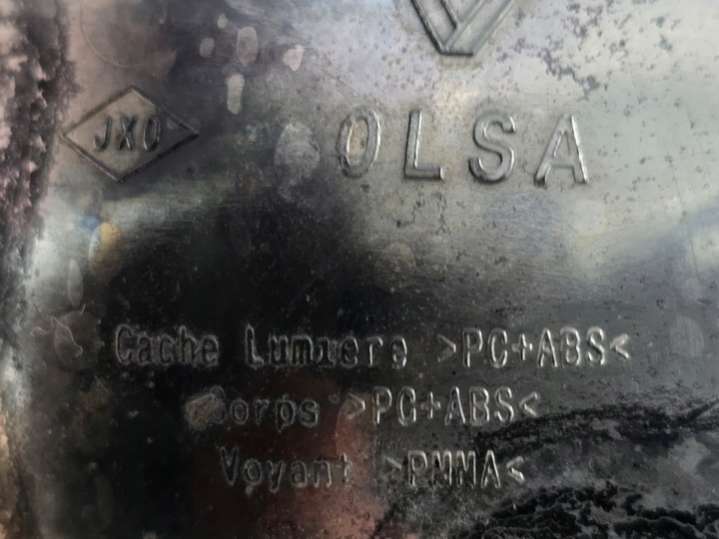 JXO
OLSA
Cache Lumiere >PC+ABS<
Corps >PC+ABS<
Voyant >PMMA<